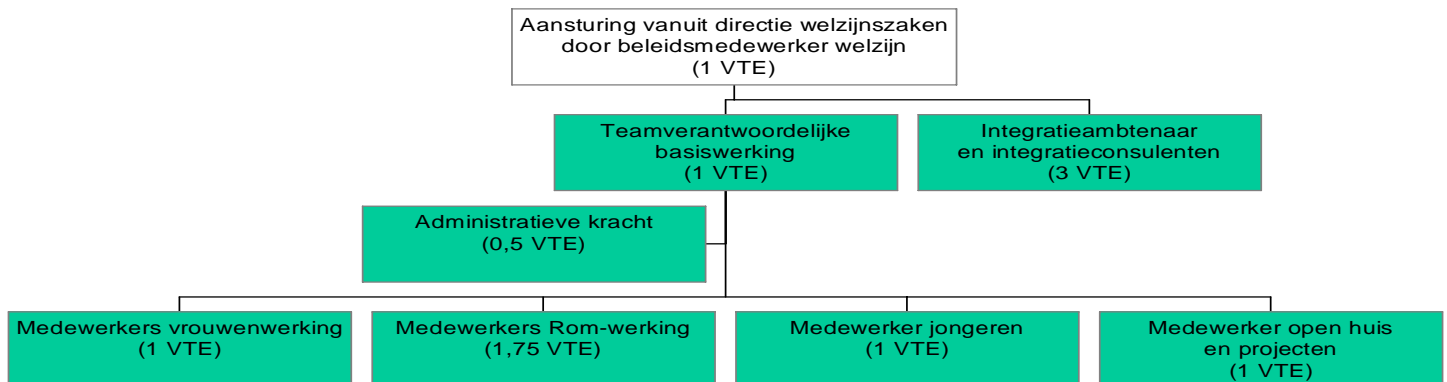 Aansturing vanuit directie welzijnszaken
door beleidsmedewerker welzijn
(1 VTE)
Teamverantwoordelijke
basiswerking
(1 VTE)
Integratieambtenaar
en integratieconsulenten
(3 VTE)
Administratieve kracht
(0,5 VTE)
Medewerkers vrouwenwerking
(1 VTE)
Medewerkers Rom-werking
(1,75 VTE)
Medewerker jongeren
(1 VTE)
Medewerker open huis
en projecten
(1 VTE)